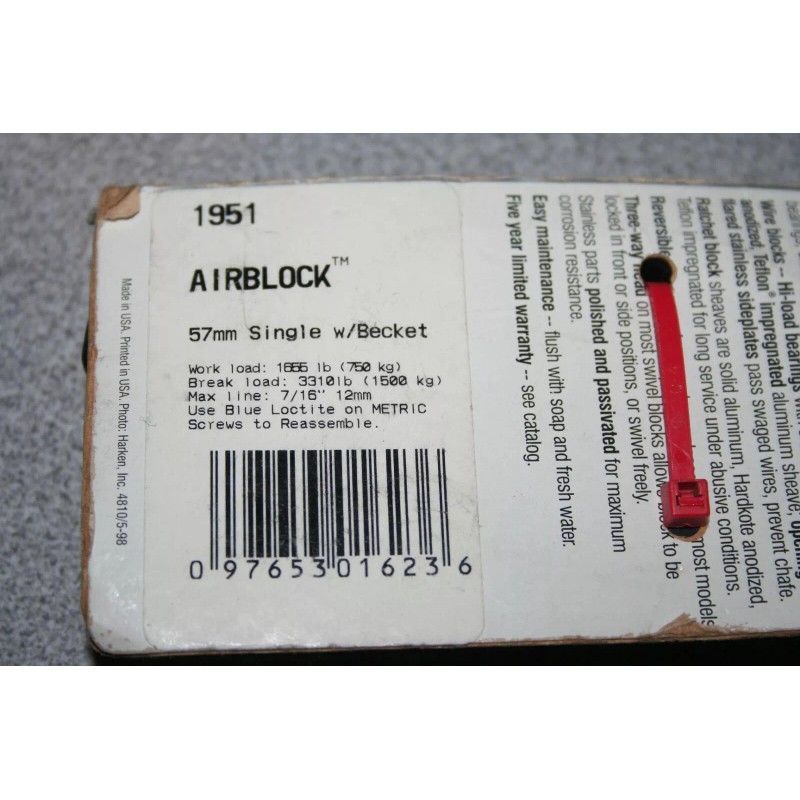 1951
AIRBLOCK™
57mm Single w/Becket
Work load: 1655 lb (750 kg)
Break load: 3310lb (1500 kg)
Max line: 7/16" 12mm
Use Blue Loctite on METRIC
Screws to Reassemble.
0 97653 01623 6
Made in USA. Printed in USA. Photo: Harken, Inc. 4810/5-98
Wire blocks -- Hi-load bearings
anodized, Teflon® impregnated aluminum sheave,
flared stainless sideplates pass swaged wires, prevent chafe.
Ratchet block sheaves are solid aluminum, Hardkote anodized,
Teflon impregnated for long service under abusive conditions.
Reversible most models
Three-way head on most swivel blocks allows block to be
locked in front or side positions, or swivel freely.
Stainless parts polished and passivated for maximum
corrosion resistance.
Easy maintenance -- flush with soap and fresh water.
Five year limited warranty -- see catalog.